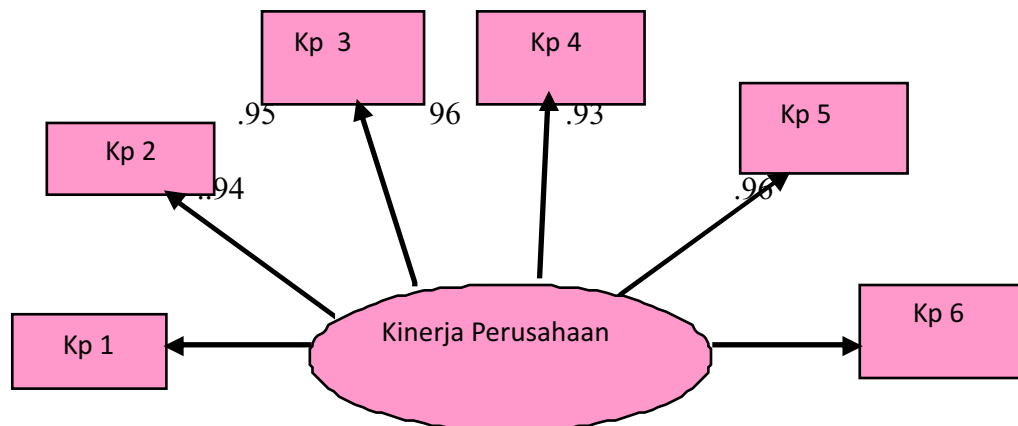 Kp 3
Kp 4
.95
96
.93
Kp 5
Kp 2
..94
.96
Kp 6
Kinerja Perusahaan
Kp 1